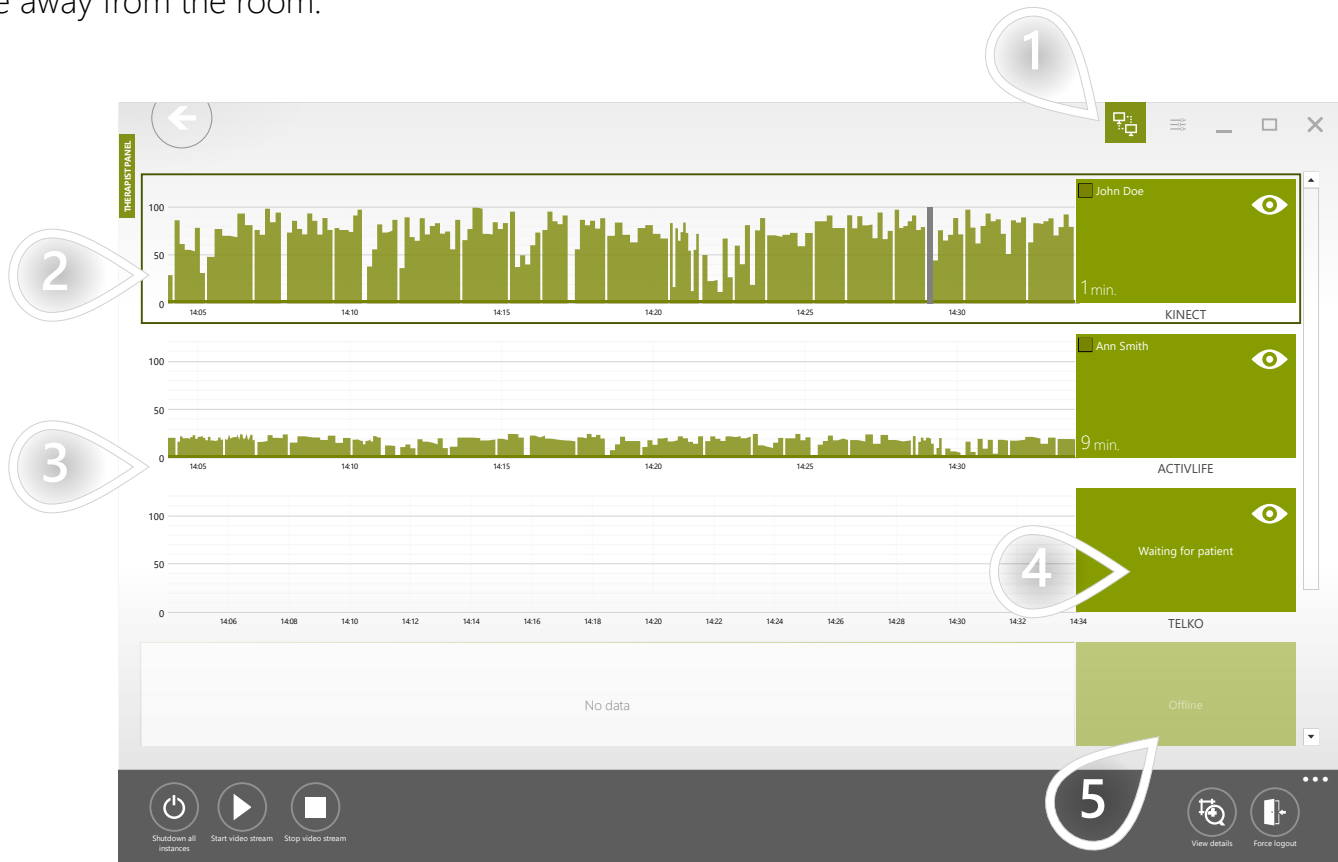 e away from the room.
1
THERAPIST PANEL
100
50
0
14:05 14:10 14:15 14:20 14:25 14:30
John Doe
1 min.
KINECT
2
100
50
0
14:05 14:10 14:15 14:20 14:25 14:30
Ann Smith
9 min.
ACTIVLIFE
3
100
50
0
14:06 14:08 14:10 14:12 14:14 14:16 14:18 14:20 14:22 14:24 14:26 14:28 14:30 14:32 14:34
Waiting for patient
4
TELKO
No data
Offline
5
Shutdown all
instances
Start video stream
Stop video stream
View details
Force logout